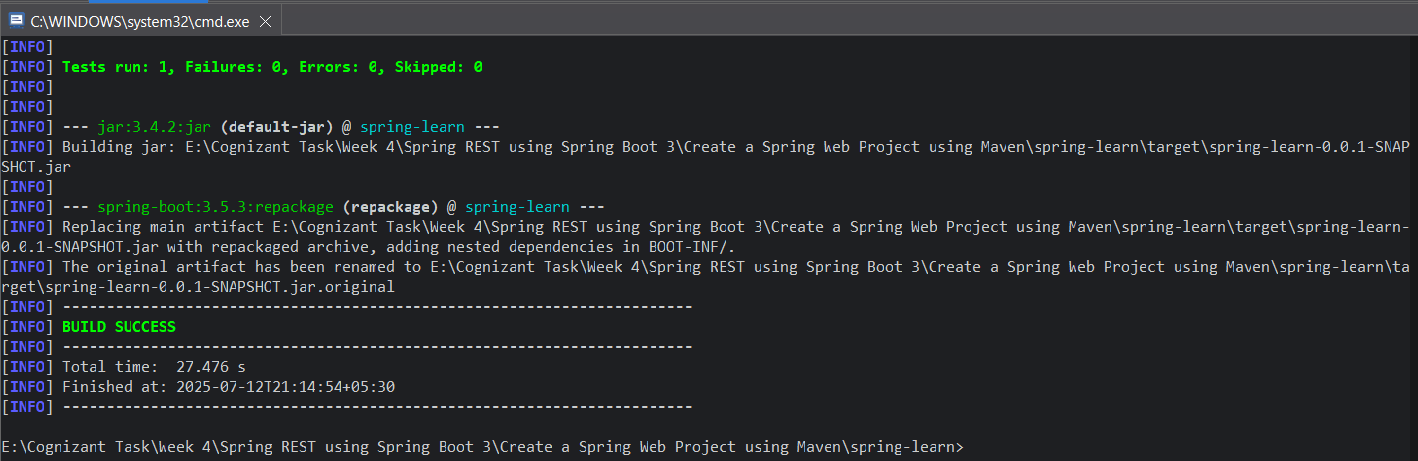 C:\WINDOWS\system32\cmd.exe
[INFO]
[INFO] Tests run: 1, Failures: 0, Errors: 0, Skipped: 0
[INFO]
[INFO]
[INFO] --- jar:3.4.2:jar (default-jar) @ spring-learn ---
[INFO] Building jar: E:\Cognizant Task\Week 4\Spring REST using Spring Boot 3\Create a Spring Web Project using Maven\spring-learn\target\spring-learn-0.0.1-SNAP
SHOT.jar
[INFO]
[INFO] --- spring-boot:3.5.3:repackage (repackage) @ spring-learn ---
[INFO] Replacing main artifact E:\Cognizant Task\Week 4\Spring REST using Spring Boot 3\Create a Spring Web Project using Maven\spring-learn\target\spring-learn-
0.0.1-SNAPSHOT.jar with repackaged archive, adding nested dependencies in BOOT-INF/.
[INFO] The original artifact has been renamed to E:\Cognizant Task\Week 4\Spring REST using Spring Boot 3\Create a Spring Web Project using Maven\spring-learn\ta
rget\spring-learn-0.0.1-SNAPSHOT.jar.original
[INFO] ------------------------------------------------------------------------
[INFO] BUILD SUCCESS
[INFO] ------------------------------------------------------------------------
[INFO] Total time:  27.476 s
[INFO] Finished at: 2025-07-12T21:14:54+05:30
[INFO] ------------------------------------------------------------------------
E:\Cognizant Task\Week 4\Spring REST using Spring Boot 3\Create a Spring Web Project using Maven\spring-learn>